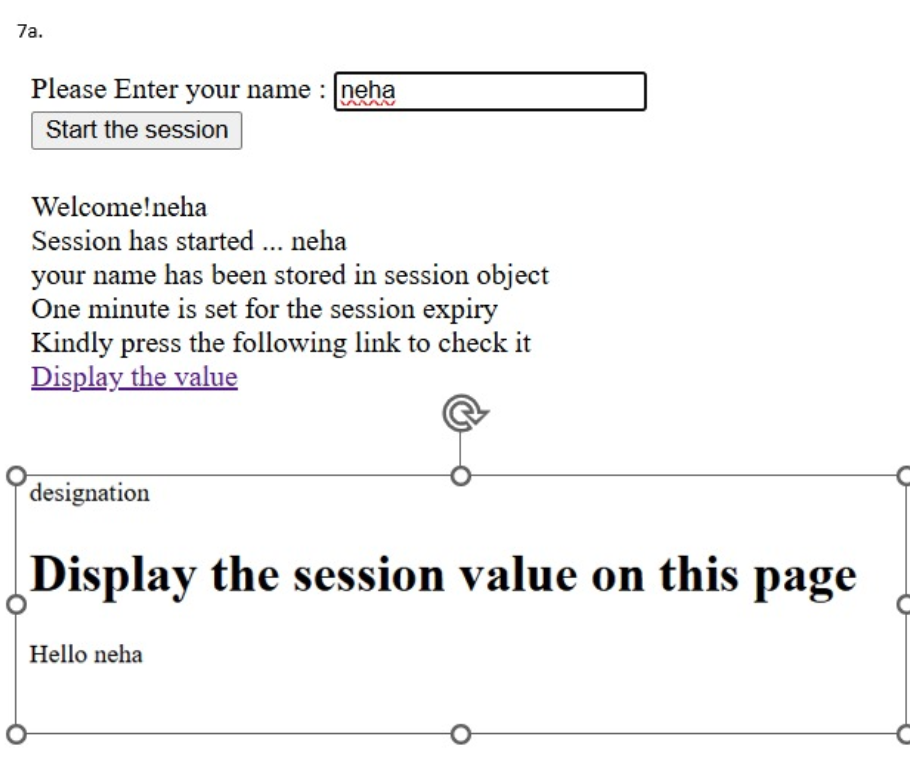 7a.
Please Enter your name : neha
Start the session
Welcome!neha
Session has started ... neha
your name has been stored in session object
One minute is set for the session expiry
Kindly press the following link to check it
Display the value
designation
Display the session value on this page
Hello neha